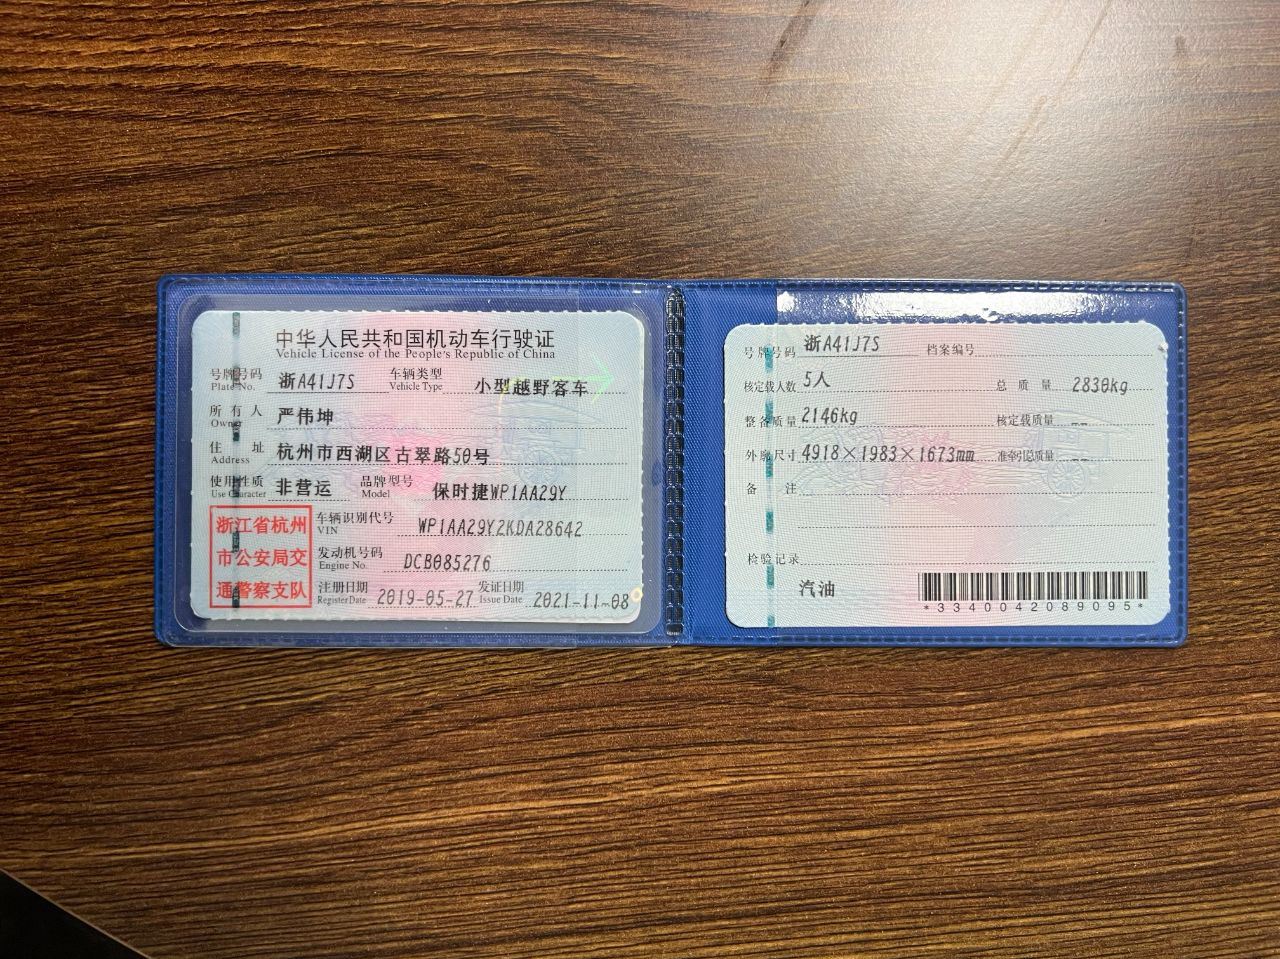 中华人民共和国机动车行驶证
Vehicle License of the People's Republic of China
号牌号码 浙A41J7S 车辆类型 小型越野客车
Plate No. Vehicle Type
所有人 严伟坤
Owner
住址 杭州市西湖区古翠路50号
Address
使用性质 非营运 品牌型号 保时捷WP1AA29Y
Use Character Model
浙江省杭州
市公安局交
通警察支队
车辆识别代号 WP1AA29Y2KDA28642
VIN
发动机号码 DCB085276
Engine No.
注册日期 2019-05-27 发证日期 2021-11-08
Register Date Issue Date
号牌号码 浙A41J7S 档案编号
核定载人数 5人 总质量 2830kg
整备质量 2146kg 核定载质量 --
外廓尺寸 4918×1983×1673mm 准牵引总质量 --
备注
检验记录
汽油
*3340042089095*